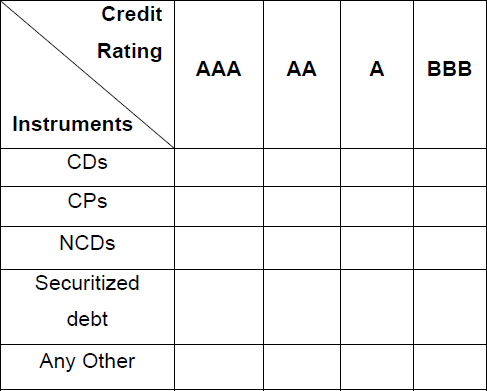 Credit
Rating
AAA AA A BBB
Instruments
CDs
CPs
NCDs
Securitized
debt
Any Other